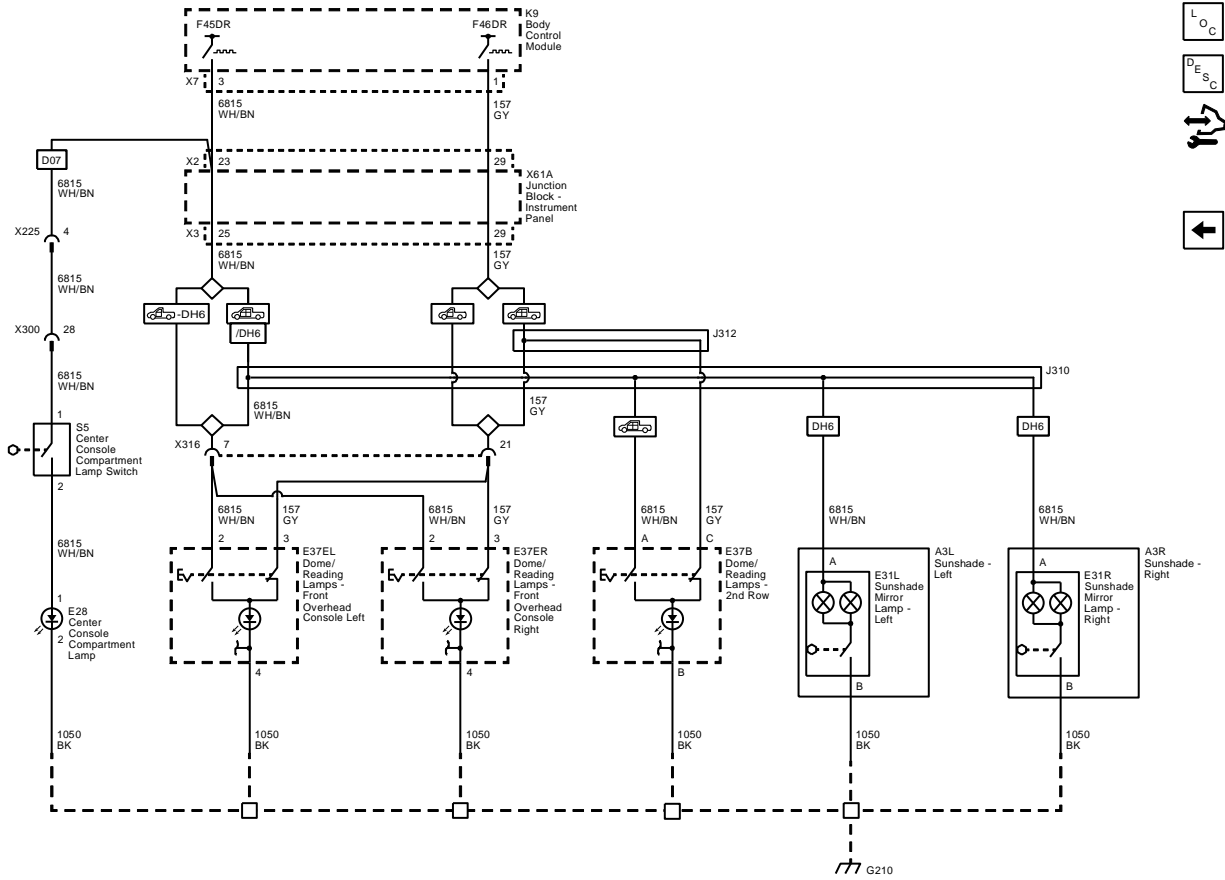 F45DR
F46DR
K9
Body
Control
Module
X7
3
1
6815
WH/BN
157
GY
D07
X2
23
29
X61A
Junction
Block -
Instrument
Panel
6815
WH/BN
X225
4
X3
25
29
6815
WH/BN
157
GY
6815
WH/BN
-DH6
/DH6
X300
28
J312
J310
6815
WH/BN
6815
WH/BN
157
GY
DH6
DH6
1
S5
Center
Console
Compartment
Lamp Switch
2
X316
7
21
6815
WH/BN
6815
WH/BN
157
GY
6815
WH/BN
157
GY
6815
WH/BN
157
GY
6815
WH/BN
6815
WH/BN
2
3
E37EL
Dome/
Reading
Lamps -
Front
Overhead
Console Left
4
2
3
E37ER
Dome/
Reading
Lamps -
Front
Overhead
Console
Right
4
A
C
E37B
Dome/
Reading
Lamps -
2nd Row
B
A
A3L
Sunshade -
Left
E31L
Sunshade
Mirror
Lamp -
Left
B
A
A3R
Sunshade -
Right
E31R
Sunshade
Mirror
Lamp -
Right
B
1
E28
Center
Console
Compartment
Lamp
2
1050
BK
1050
BK
1050
BK
1050
BK
1050
BK
1050
BK
G210
LOC
DESC